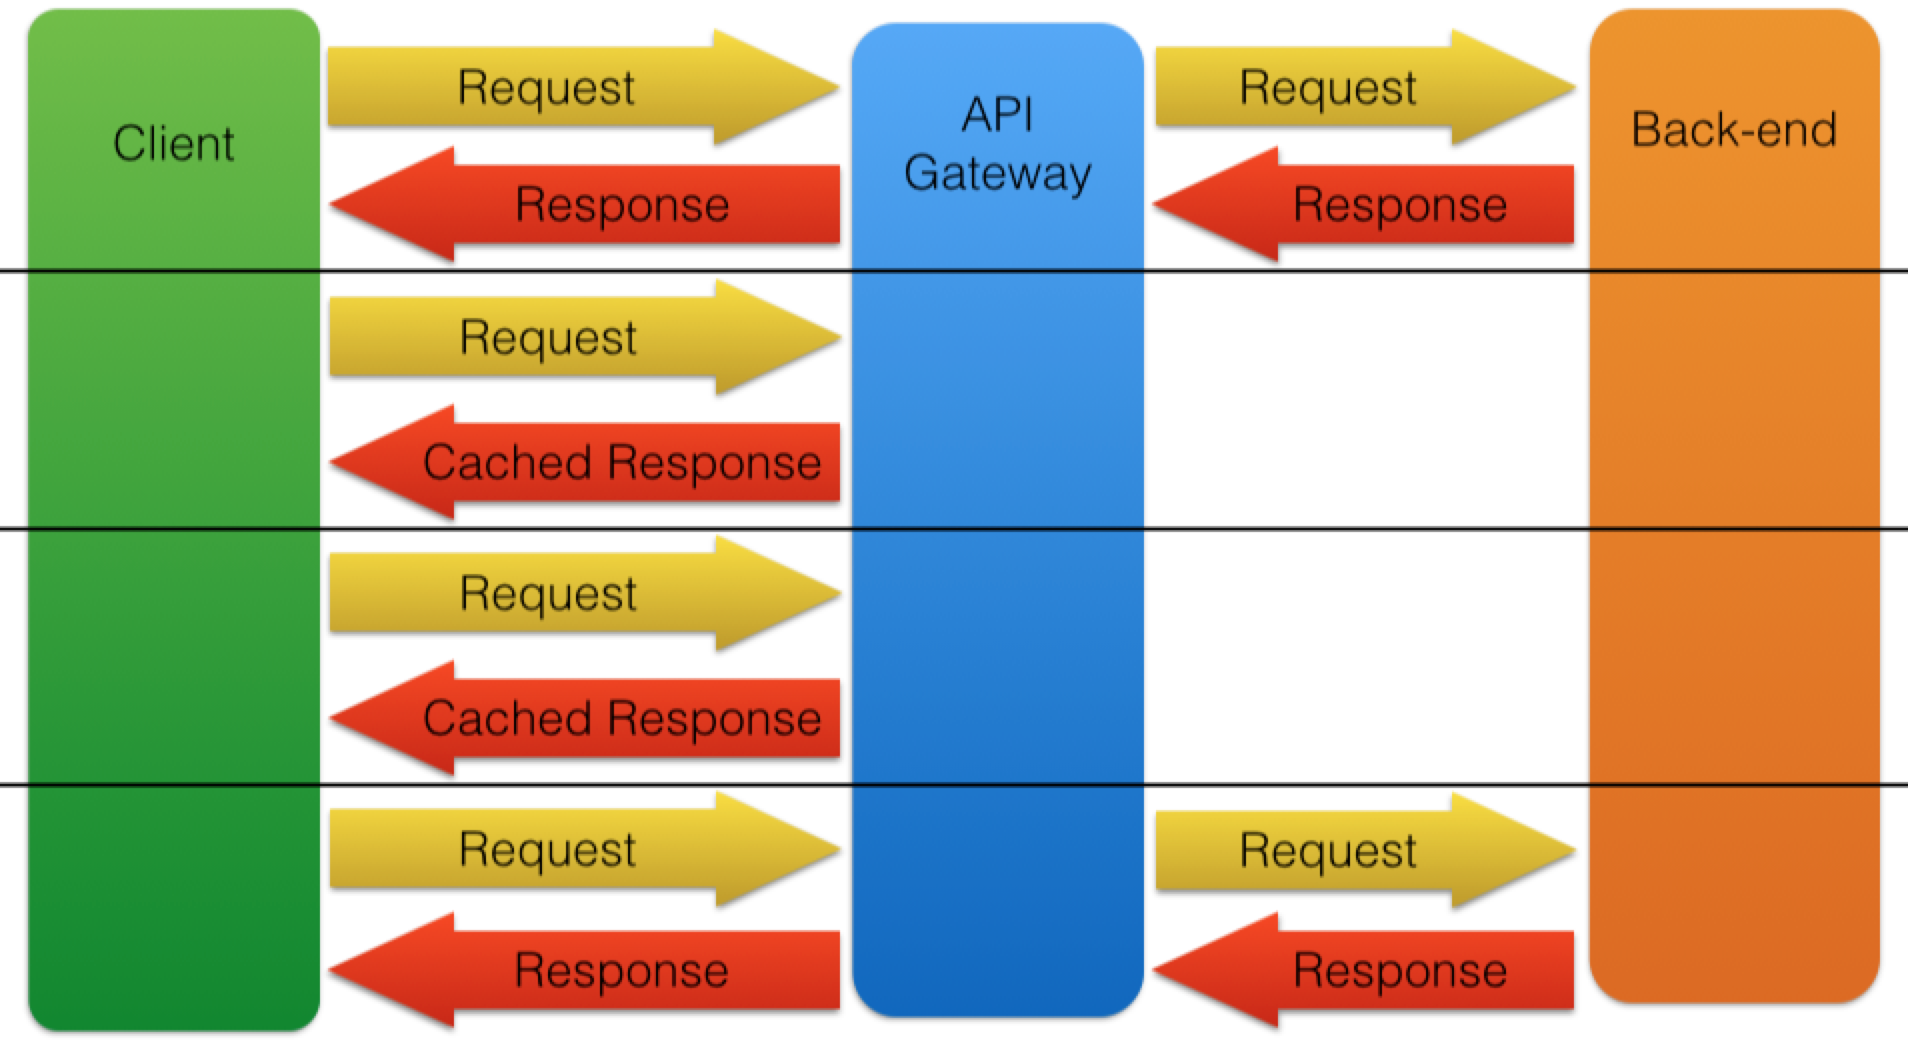 Client
Request
API
Gateway
Request
Back-end
Response
Response
Request
Cached Response
Request
Cached Response
Request
Request
Response
Response